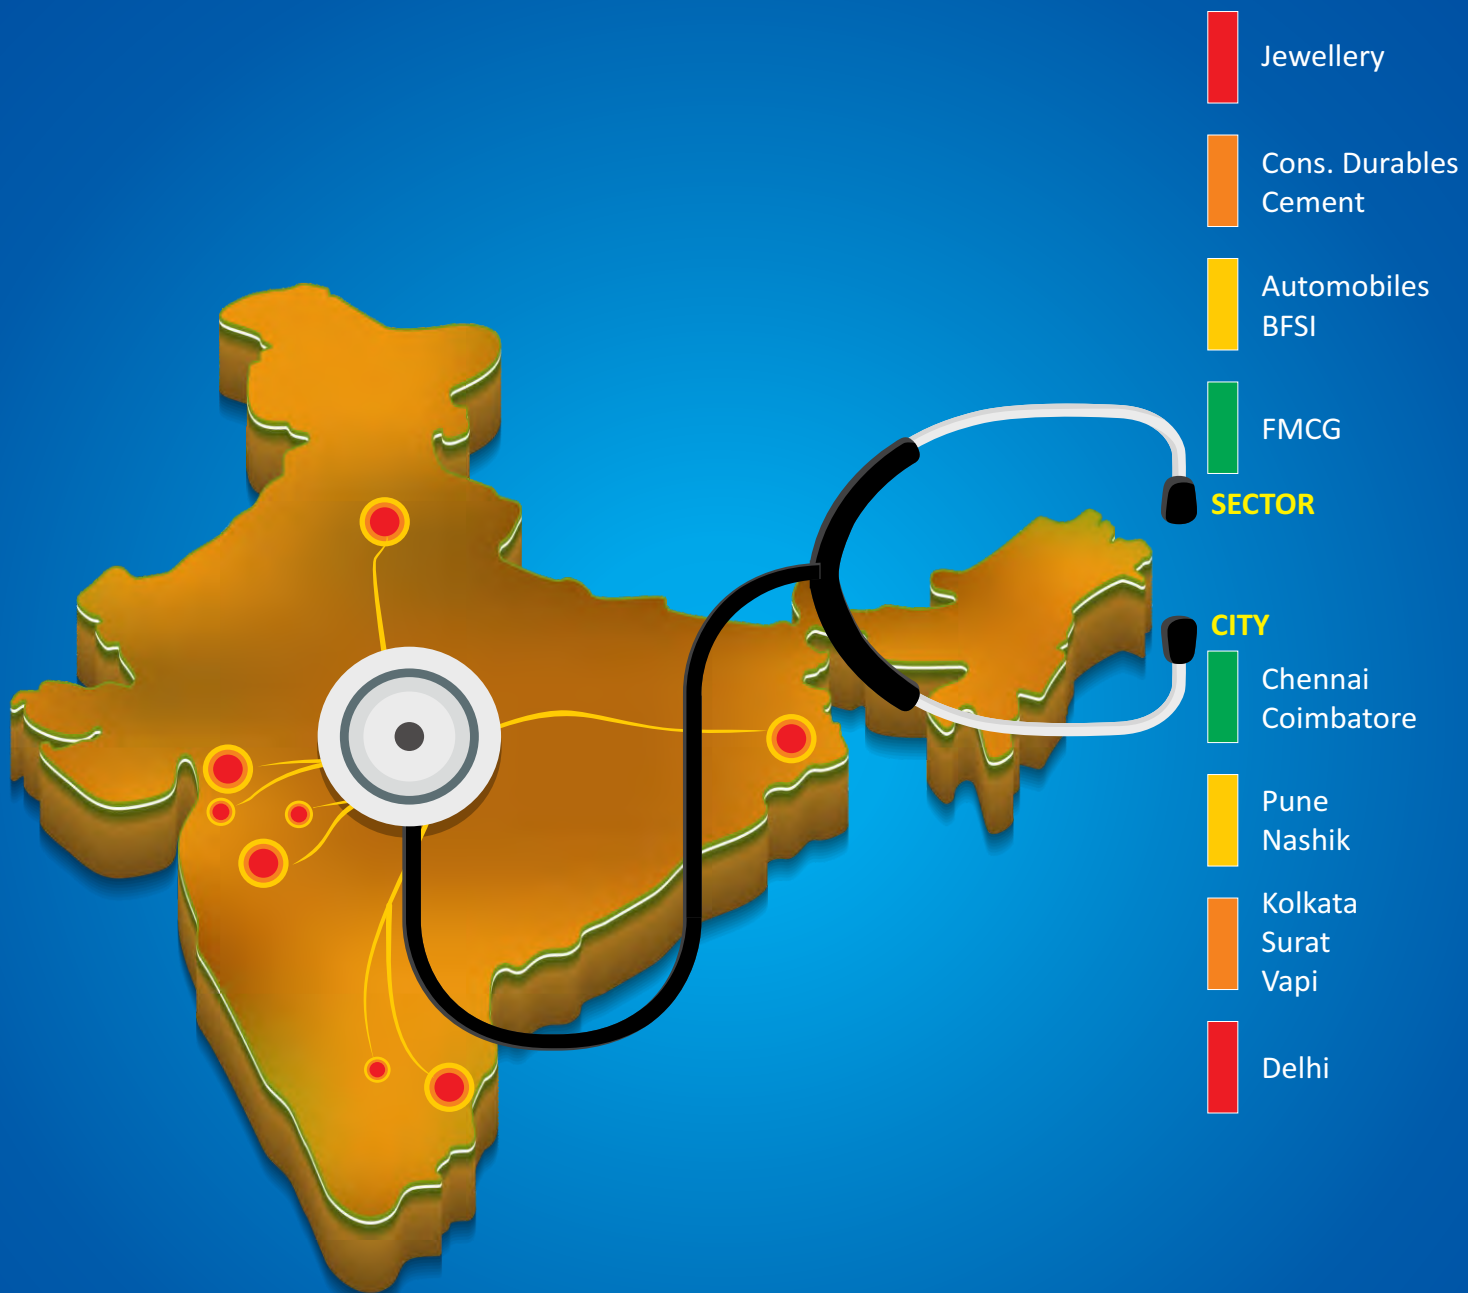 Jewellery
Cons. Durables
Cement
Automobiles
BFSI
FMCG
SECTOR
CITY
Chennai
Coimbatore
Pune
Nashik
Kolkata
Surat
Vapi
Delhi